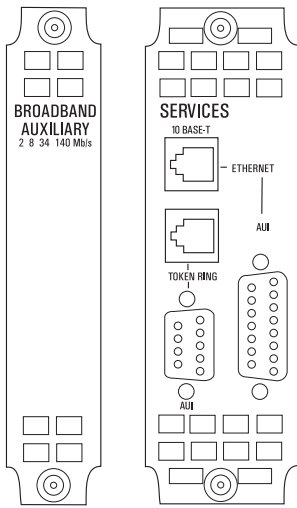 BROADBAND
AUXILIARY
2 8 34 140 Mb/s
SERVICES
10 BASE-T
ETHERNET
AUI
TOKEN RING
AUI